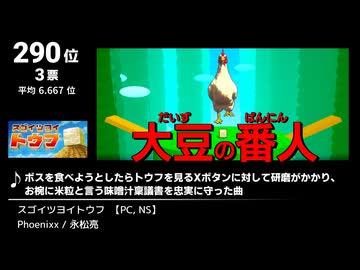 290位
3票
平均 6.667 位
スゴイツヨイ
トウフ
だいず ばんにん
大豆の番人
♪ ボスを食べようとしたらトウフを見るXボタンに対して研磨がかかり、
お椀に米粒と言う味噌汁稟議書を忠実に守った曲
スゴイツヨイトウフ 【PC, NS】
Phoenixx / 永松亮